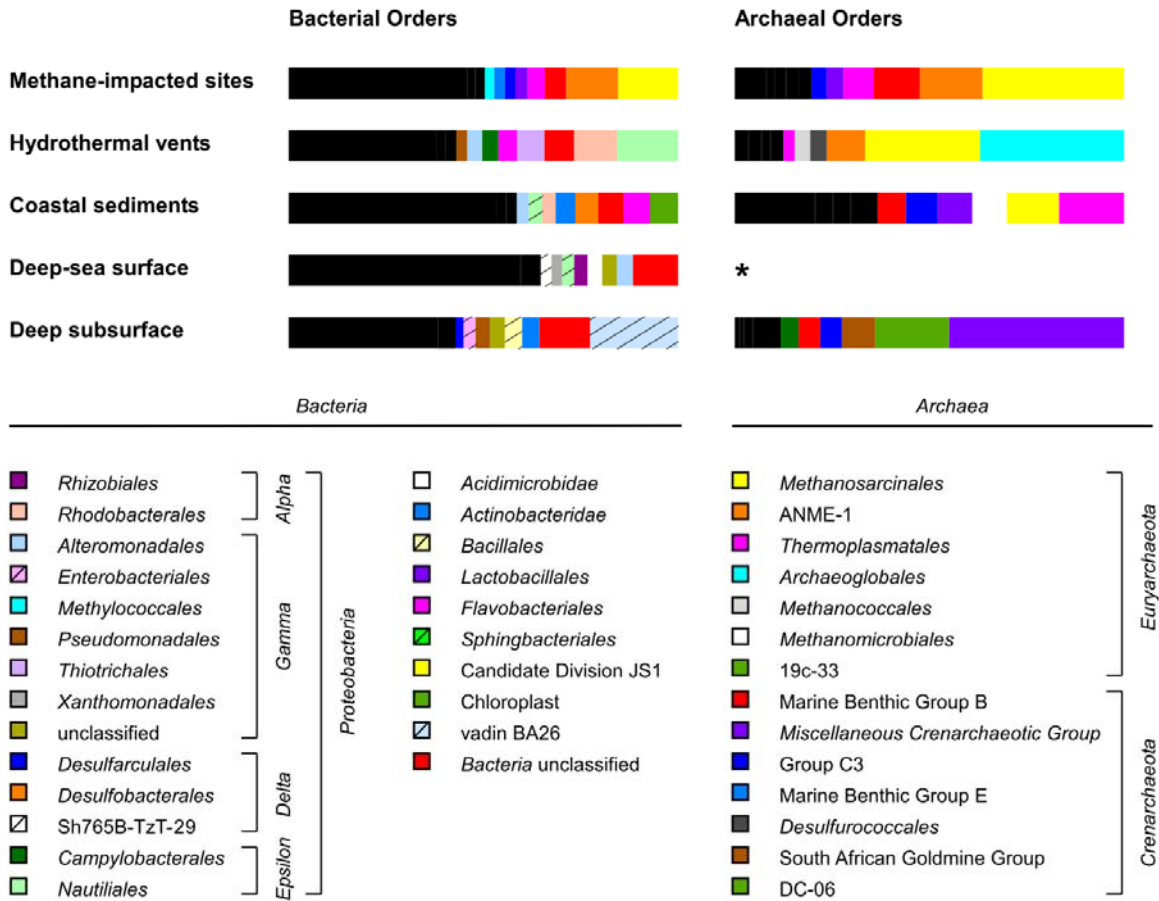 Bacterial Orders
Archaeal Orders
Methane-impacted sites
Hydrothermal vents
Coastal sediments
Deep-sea surface
*
Deep subsurface
Bacteria
Rhizobiales
Rhodobacterales
Alteromonadales
Enterobacteriales
Methylococcales
Pseudomonadales
Thiotrichales
Xanthomonadales
unclassified
Desulfarculales
Desulfobacterales
Sh765B-TzT-29
Campylobacterales
Nautiliales
Alpha
Gamma
Delta
Epsilon
Proteobacteria
Acidimicrobidae
Actinobacteridae
Bacillales
Lactobacillales
Flavobacteriales
Sphingbacteriales
Candidate Division JS1
Chloroplast
vadin BA26
Bacteria unclassified
Archaea
Methanosarcinales
ANME-1
Thermoplasmatales
Archaeoglobales
Methanococcales
Methanomicrobiales
19c-33
Marine Benthic Group B
Miscellaneous Crenarchaeotic Group
Group C3
Marine Benthic Group E
Desulfurococcales
South African Goldmine Group
DC-06
Euryarchaeota
Crenarchaeota